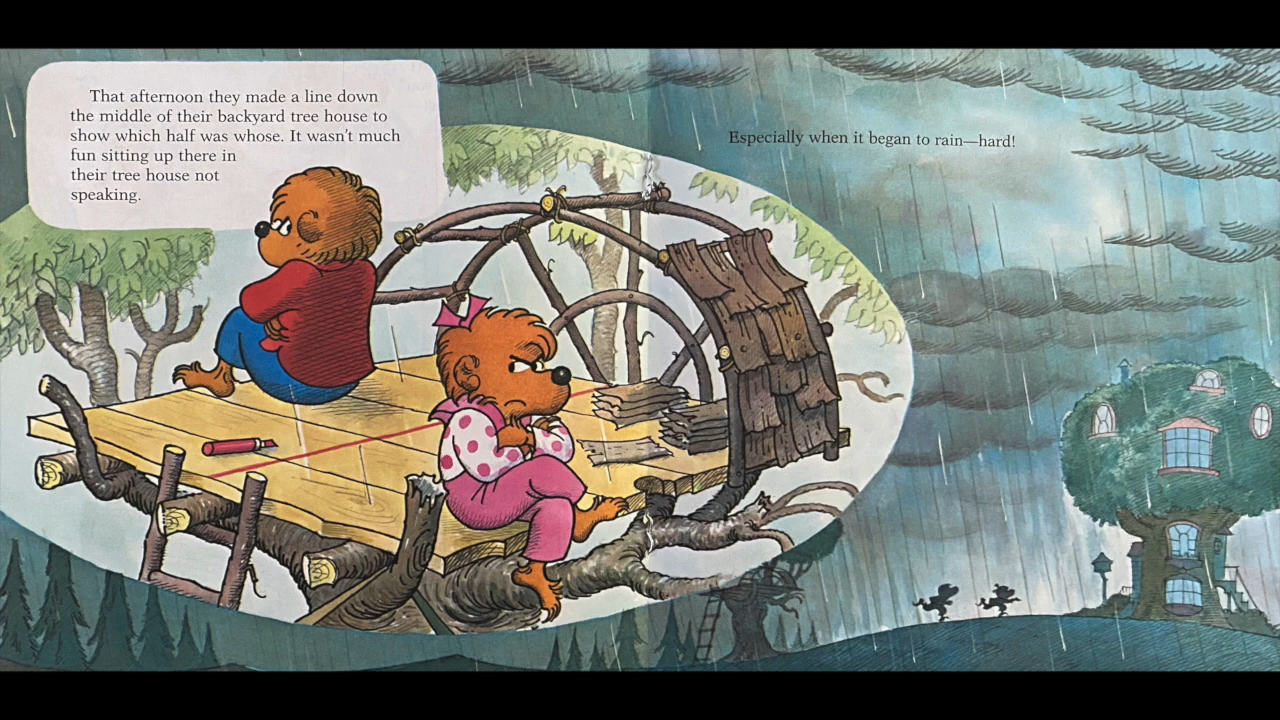 That afternoon they made a line down
the middle of their backyard tree house to
show which half was whose. It wasn't much
fun sitting up there in
their tree house not
speaking.
Especially when it began to rain—hard!